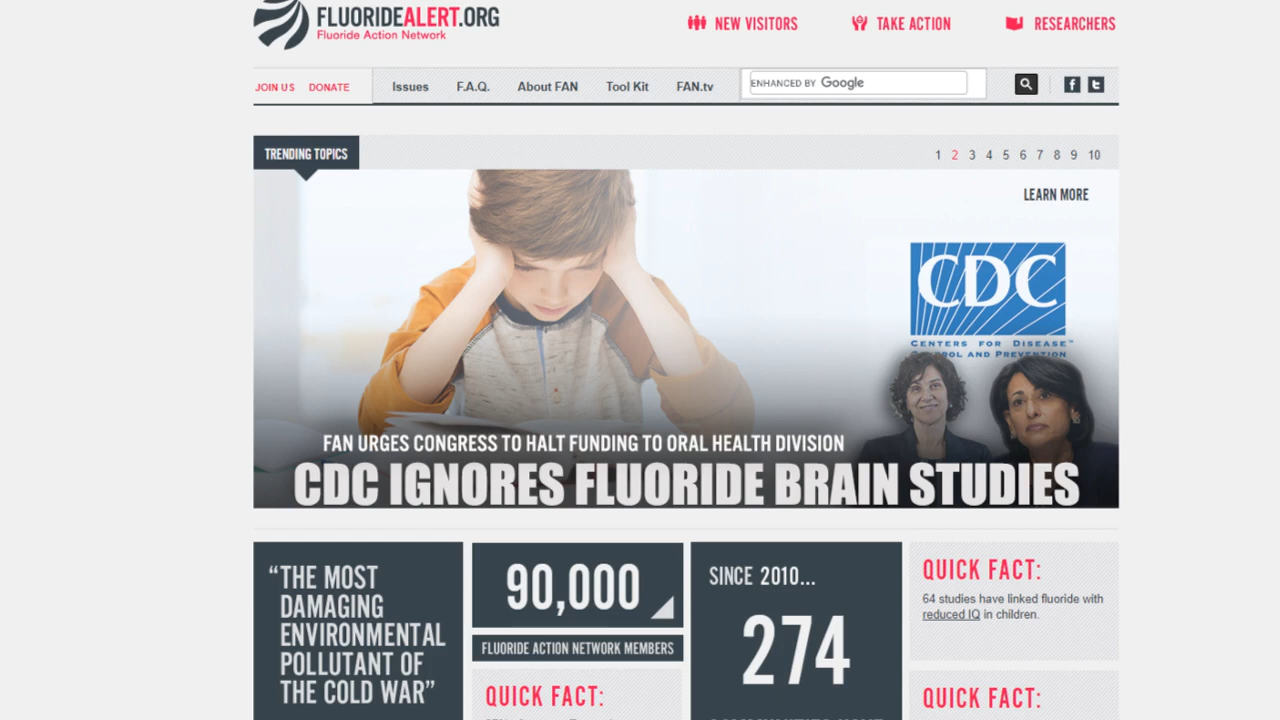 FLUORIDEALERT.ORG
Fluoride Action Network
NEW VISITORS
TAKE ACTION
RESEARCHERS
JOIN US DONATE
Issues F.A.Q. About FAN Tool Kit FAN.tv
ENHANCED BY Google
TRENDING TOPICS
1 2 3 4 5 6 7 8 9 10
LEARN MORE
CDC
CENTERS FOR DISEASE™
CONTROL AND PREVENTION
FAN URGES CONGRESS TO HALT FUNDING TO ORAL HEALTH DIVISION
CDC IGNORES FLUORIDE BRAIN STUDIES
“THE MOST
DAMAGING
ENVIRONMENTAL
POLLUTANT OF
THE COLD WAR”
90,000
FLUORIDE ACTION NETWORK MEMBERS
QUICK FACT:
SINCE 2010...
274
QUICK FACT:
64 studies have linked fluoride with
reduced IQ in children.
QUICK FACT: